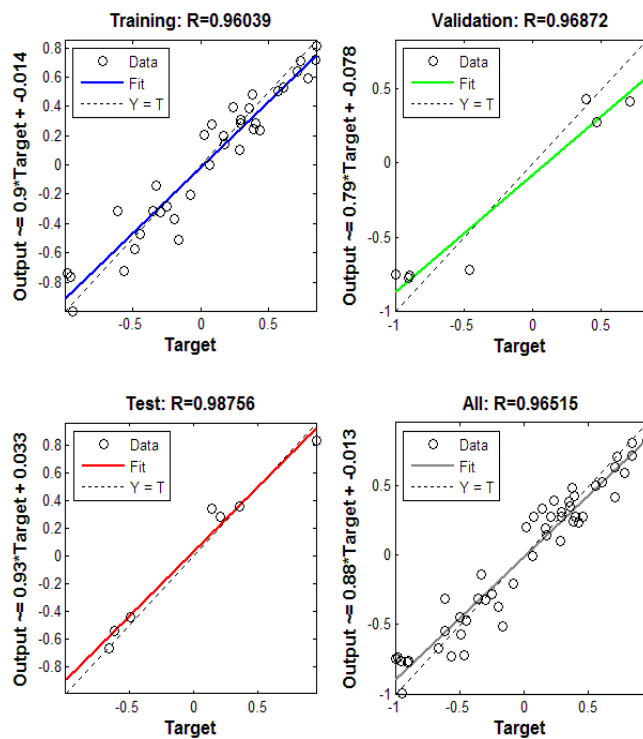 Training: R=0.96039
Output ~= 0.9*Target + -0.014
0.8
0.6
0.4
0.2
0
-0.2
-0.4
-0.6
-0.8
Data
Fit
Y = T
-0.5
0
0.5
Target
Validation: R=0.96872
Output ~= 0.79*Target + -0.078
0.5
0
-0.5
-1
Data
Fit
Y = T
-1
-0.5
0
0.5
Target
Test: R=0.98756
Output ~= 0.93*Target + 0.033
0.8
0.6
0.4
0.2
0
-0.2
-0.4
-0.6
-0.8
Data
Fit
Y = T
-0.5
0
0.5
Target
All: R=0.96515
Output ~= 0.88*Target + -0.013
0.5
0
-0.5
-1
Data
Fit
Y = T
-1
-0.5
0
0.5
Target